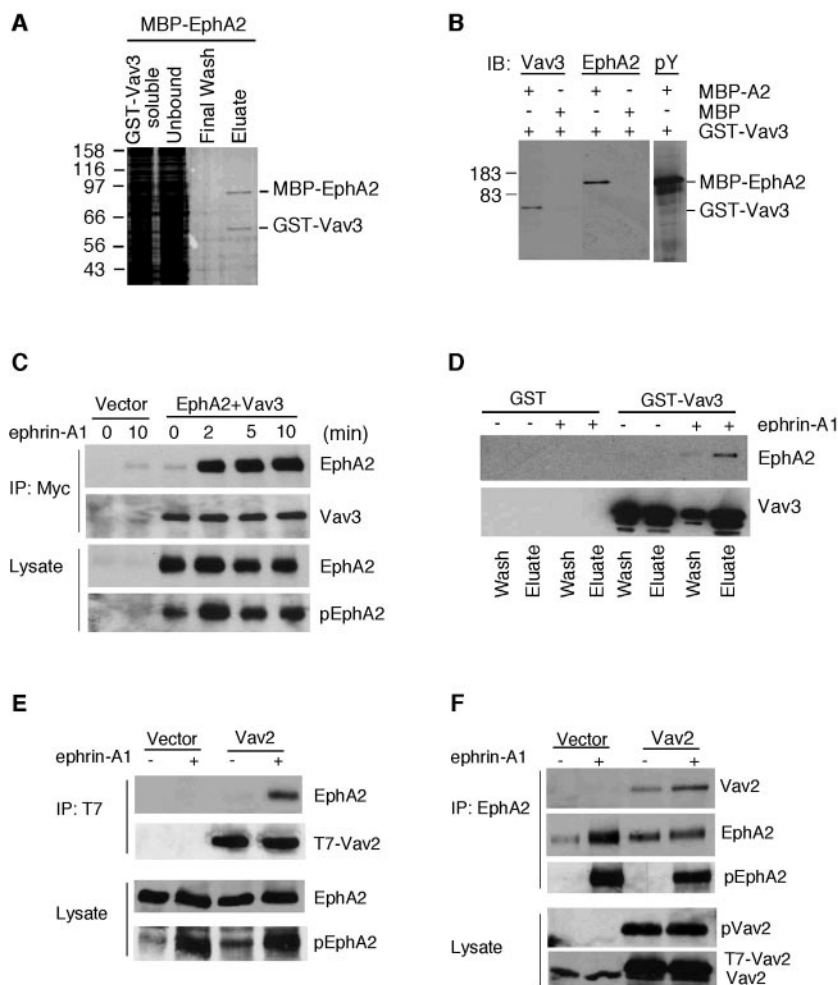 A
MBP-EphA2
GST-Vav3 soluble
Unbound
Final Wash
Eluate
158
116
97
66
56
43
MBP-EphA2
GST-Vav3
B
IB: Vav3 EphA2 pY
+ - + - + MBP-A2
- + - + - MBP
+ + + + + GST-Vav3
183
83
MBP-EphA2
GST-Vav3
C
Vector EphA2+Vav3
ephrin-A1 0 10 0 2 5 10 (min)
IP: Myc
EphA2
Vav3
Lysate
EphA2
pEphA2
D
GST GST-Vav3
- - + + - - + + ephrin-A1
EphA2
Vav3
Wash Eluate Wash Eluate Wash Eluate Wash Eluate
E
Vector Vav2
ephrin-A1 - + - +
IP: T7
EphA2
T7-Vav2
Lysate
EphA2
pEphA2
F
Vector Vav2
ephrin-A1 - + - +
IP: EphA2
Vav2
EphA2
pEphA2
Lysate
pVav2
T7-Vav2
Vav2